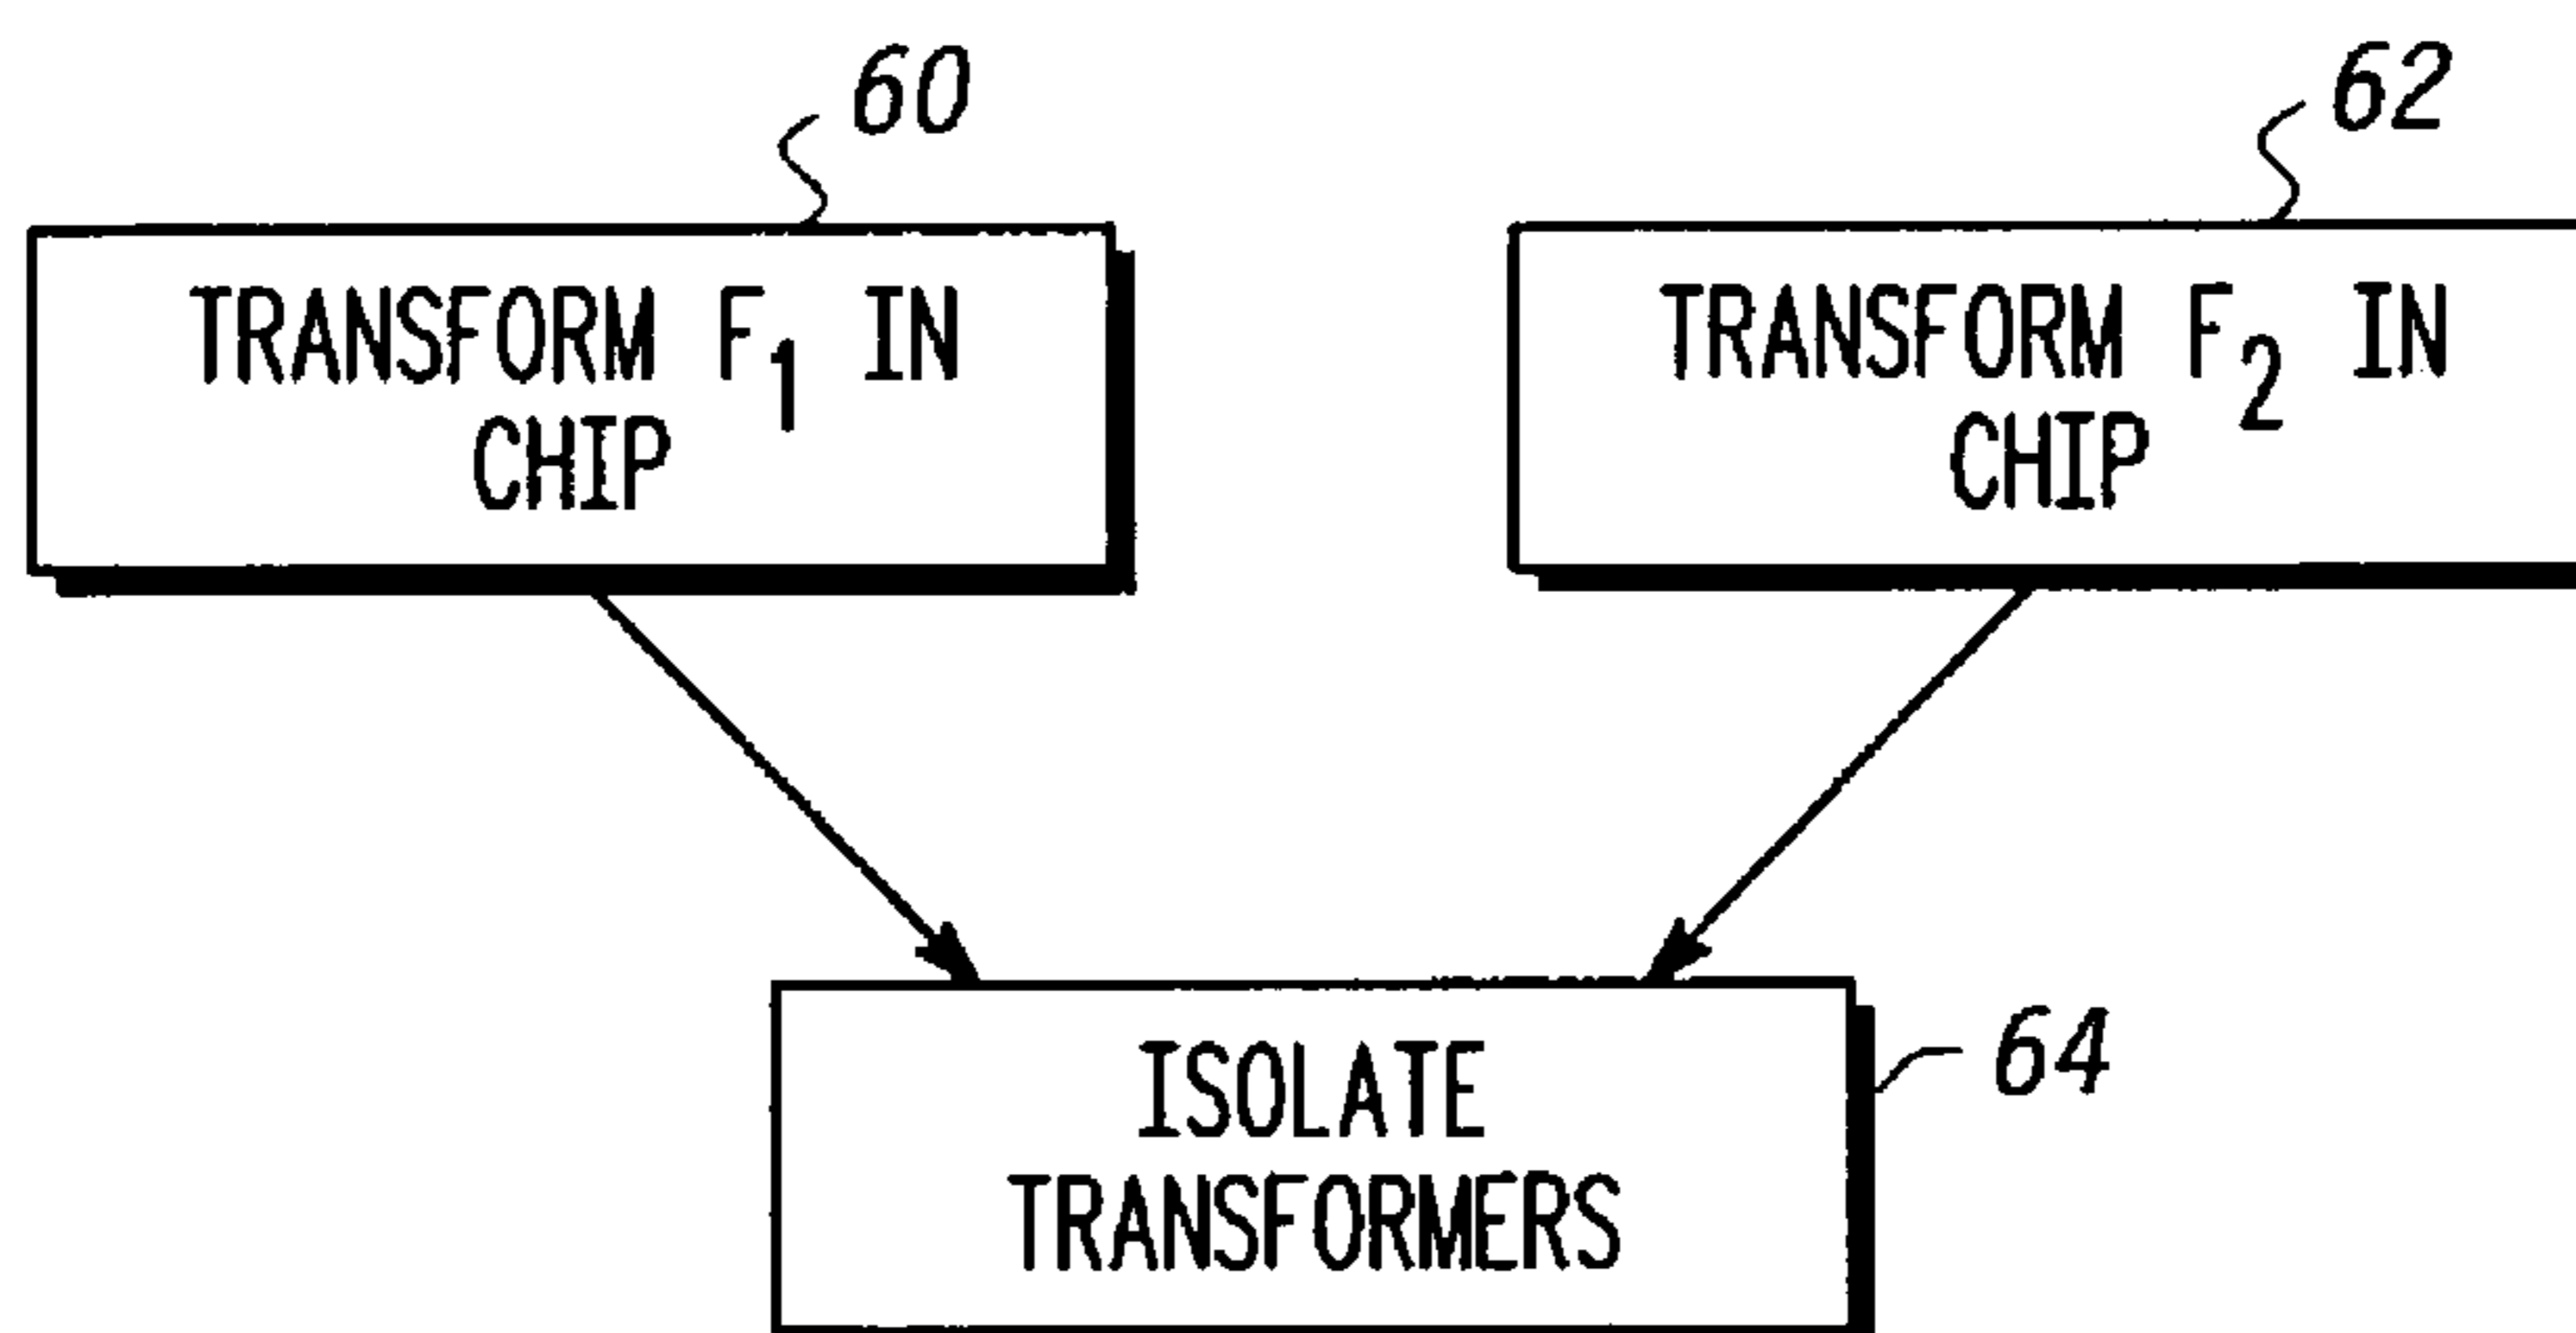 60
62
TRANSFORM F₁ IN
CHIP
TRANSFORM F₂ IN
CHIP
ISOLATE
TRANSFORMERS
64